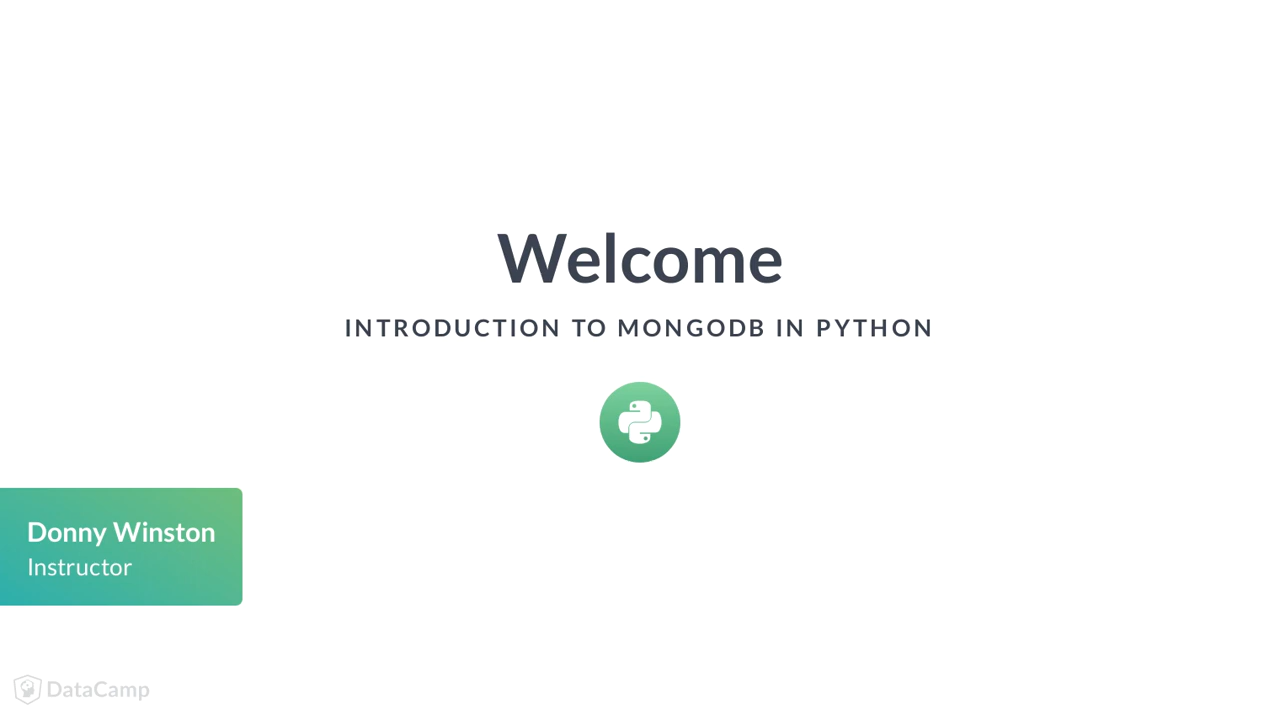 Welcome
INTRODUCTION TO MONGODB IN PYTHON
Donny Winston
Instructor
DataCamp